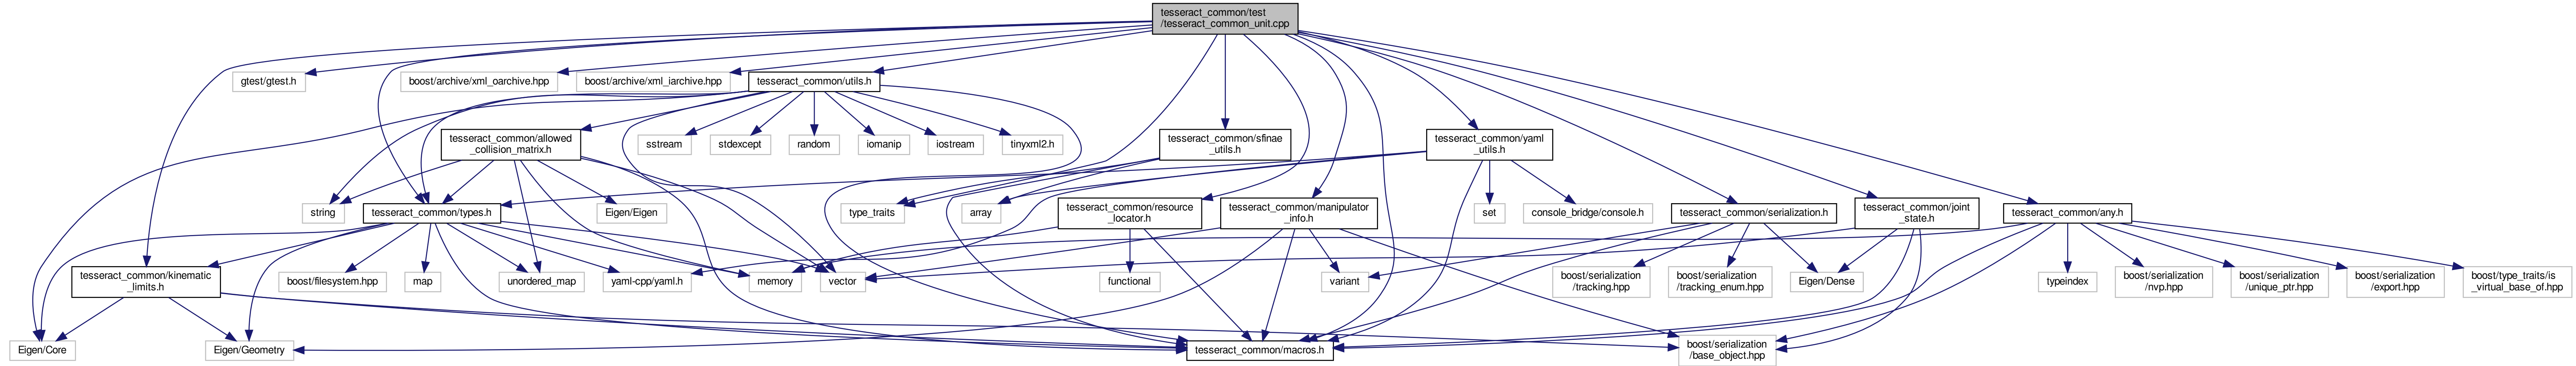 tesseract_common/test
/tesseract_common_unit.cpp
gtest/gtest.h
boost/archive/xml_oarchive.hpp
boost/archive/xml_iarchive.hpp
tesseract_common/utils.h
tesseract_common/allowed
_collision_matrix.h
sstream
stdexcept
random
iomanip
iostream
tinyxml2.h
tesseract_common/sfinae
_utils.h
tesseract_common/yaml
_utils.h
string
tesseract_common/types.h
Eigen/Eigen
type_traits
array
tesseract_common/resource
_locator.h
tesseract_common/manipulator
_info.h
set
console_bridge/console.h
tesseract_common/serialization.h
tesseract_common/joint
_state.h
tesseract_common/any.h
tesseract_common/kinematic
_limits.h
boost/filesystem.hpp
map
unordered_map
yaml-cpp/yaml.h
memory
vector
functional
variant
boost/serialization
/tracking.hpp
boost/serialization
/tracking_enum.hpp
Eigen/Dense
typeindex
boost/serialization
/nvp.hpp
boost/serialization
/unique_ptr.hpp
boost/serialization
/export.hpp
boost/type_traits/is
_virtual_base_of.hpp
Eigen/Core
Eigen/Geometry
tesseract_common/macros.h
boost/serialization
/base_object.hpp